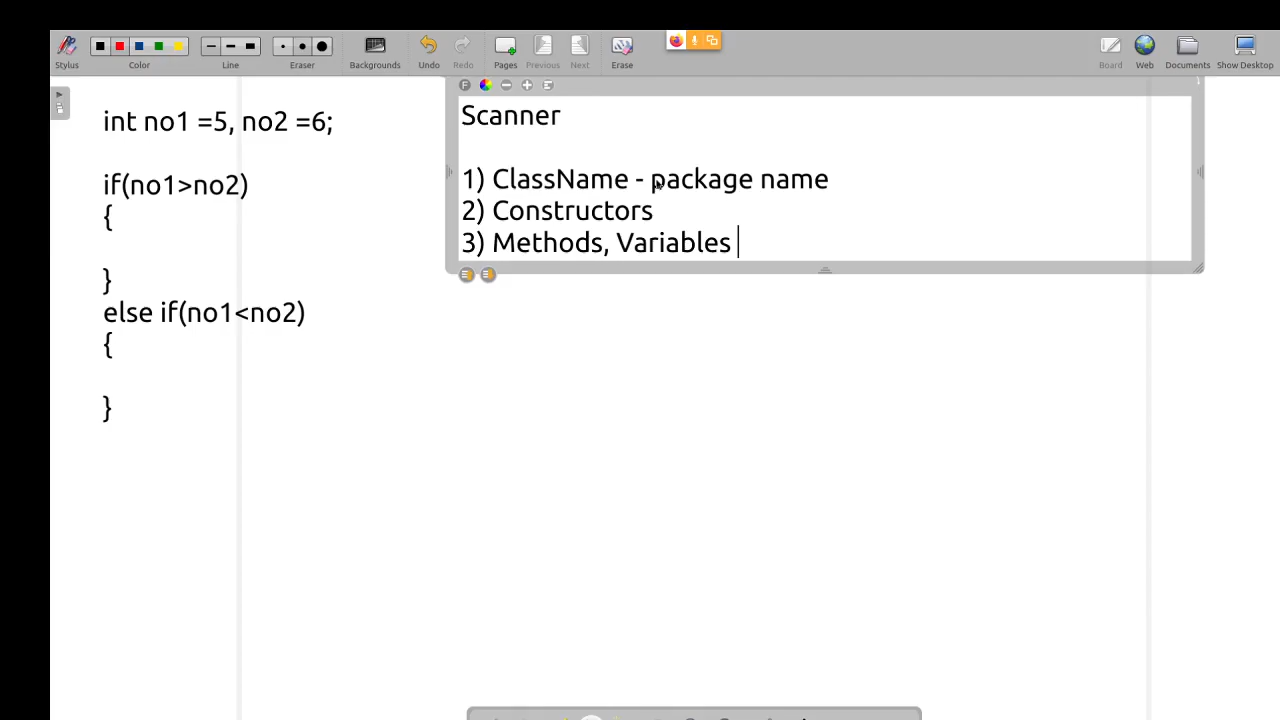 Stylus
Color
Line
Eraser
Backgrounds
Undo
Redo
Pages
Previous
Next
Erase
Board
Web
Documents
Show Desktop
int no1 =5, no2 =6;
if(no1>no2)
{
}
else if(no1<no2)
{
}
F
Scanner
1) ClassName - package name
2) Constructors
3) Methods, Variables